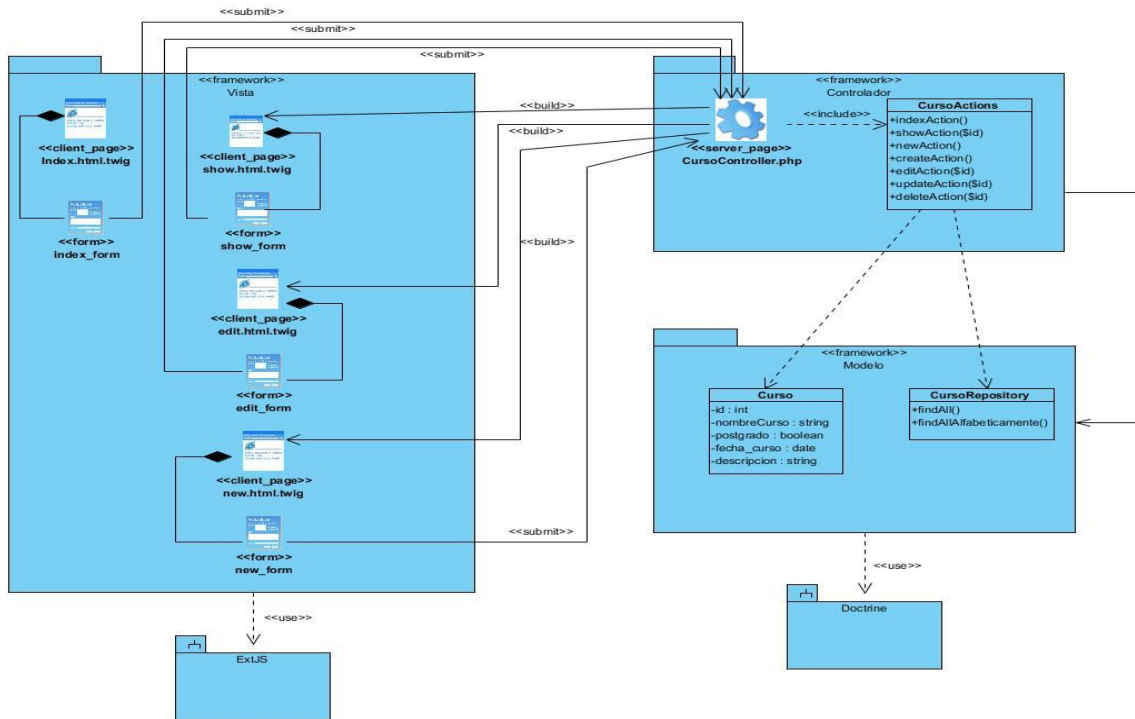 <<submit>>
<<submit>>
<<submit>>
<<framework>>
Vista
<<client_page>>
Index.html.twig
<<form>>
index_form
<<client_page>>
show.html.twig
<<form>>
show_form
<<client_page>>
edit.html.twig
<<form>>
edit_form
<<client_page>>
new.html.twig
<<form>>
new_form
<<build>>
<<build>>
<<build>>
<<submit>>
<<framework>>
Controlador
<<server_page>>
CursoController.php
<<include>>
CursoActions
+indexAction()
+showAction($id)
+newAction()
+createAction()
+editAction($id)
+updateAction($id)
+deleteAction($id)
<<framework>>
Modelo
Curso
-id : int
-nombreCurso : string
-postgrado : boolean
-fecha_curso : date
-descripcion : string
CursoRepository
+findAll()
+findAllAlfabeticamente()
<<use>>
Doctrine
<<use>>
ExtJS